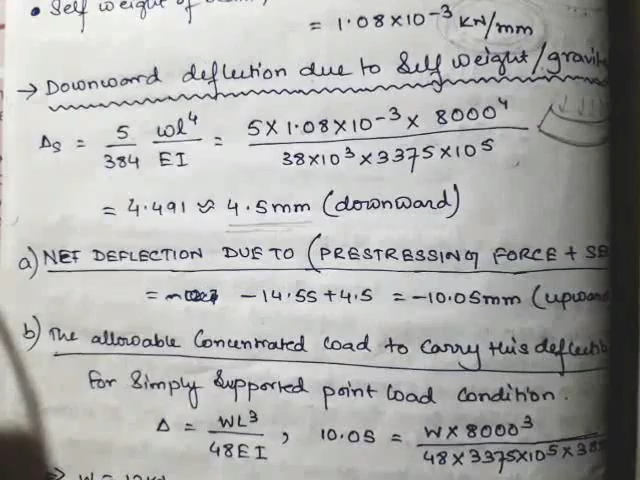 • Self weight of
= 1.08×10⁻³ KN/mm
→ Downward deflection due to Self weight/gravit
Δs = 5/384 wl⁴/EI = 5×1.08×10⁻³ × 8000⁴ / 38×10³×3375×10⁵
= 4.491 ≈ 4.5mm (downward)
a) NET DEFLECTION DUE TO (PRESTRESSING FORCE + SE
= -14.55+4.5 = -10.05mm (upward
b) The allowable Concentrated load to carry this deflecti
For Simply Supported point load condition.
Δ = WL³/48EI , 10.05 = W×8000³ / 48×3375×10⁵×38
→ W =